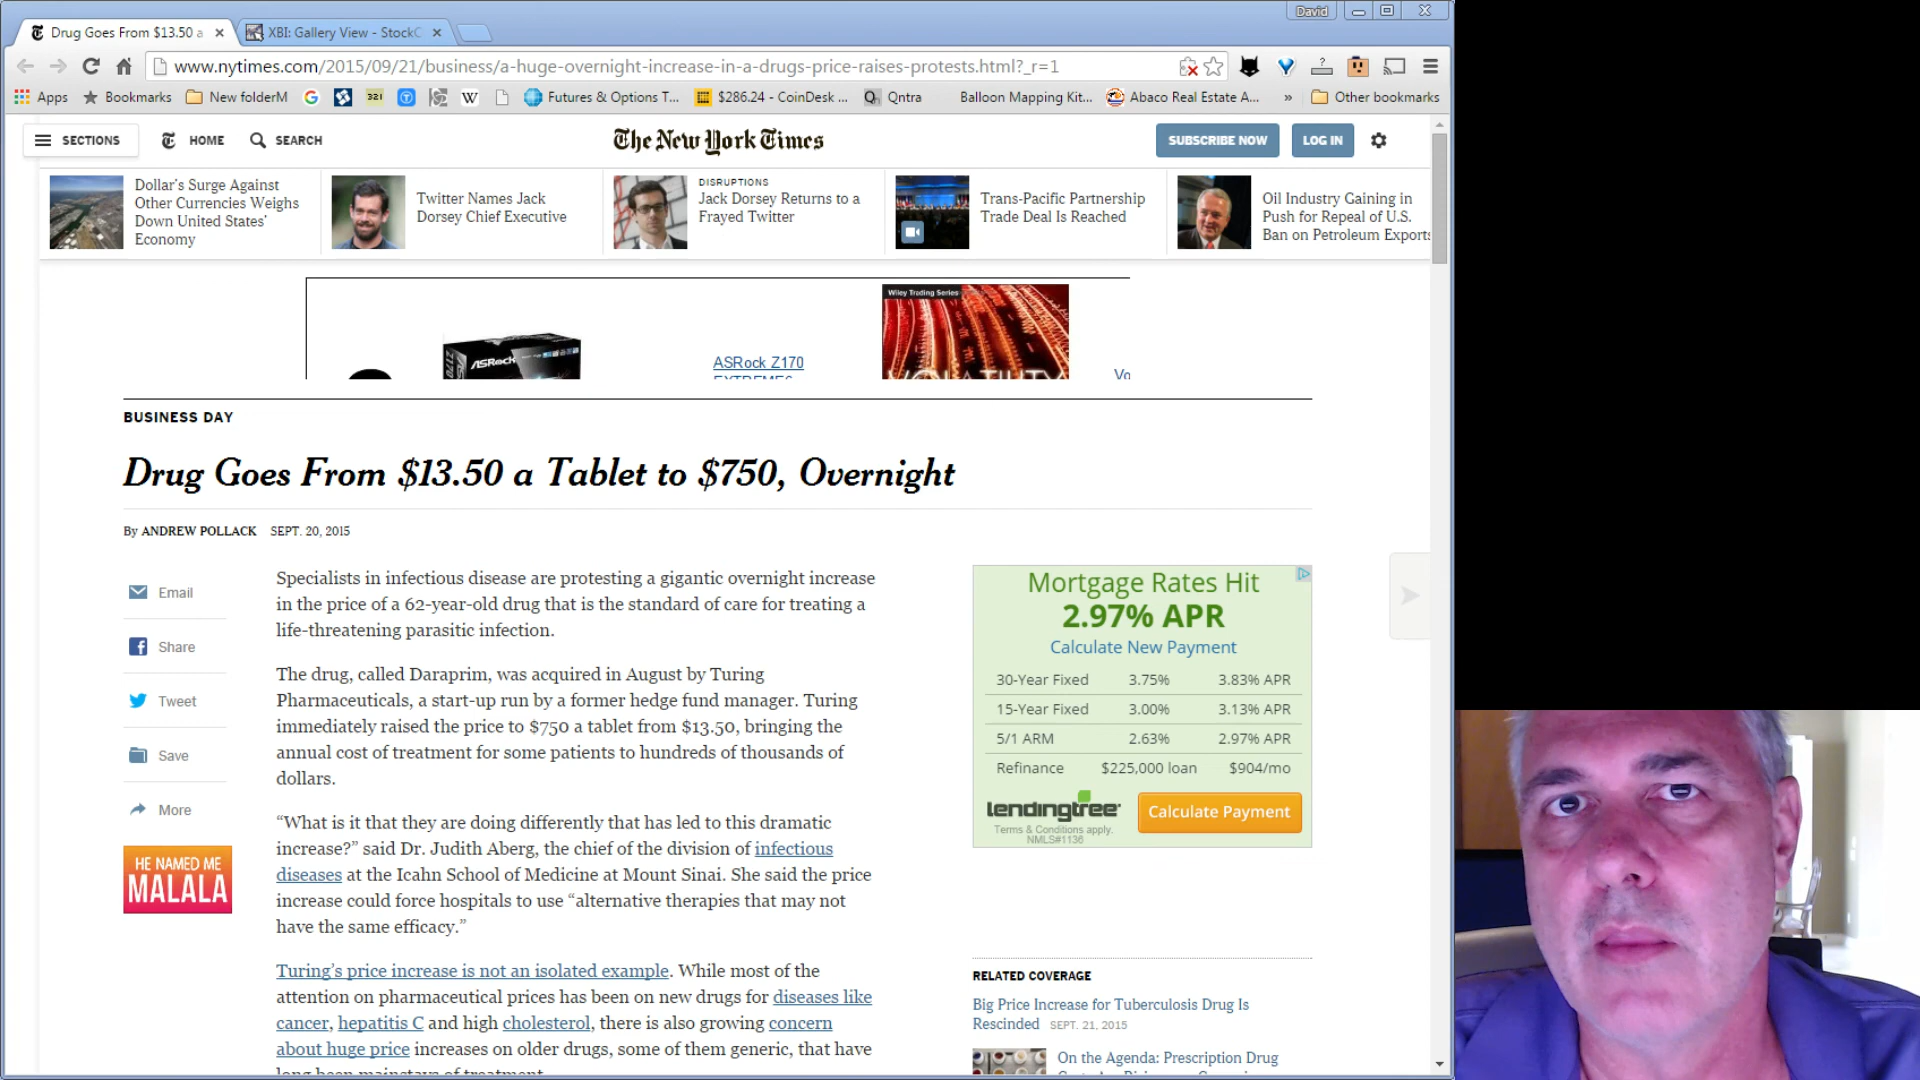 David
Drug Goes From $13.50 a
XBI: Gallery View - StockC
www.nytimes.com/2015/09/21/business/a-huge-overnight-increase-in-a-drugs-price-raises-protests.html?_r=1
Apps Bookmarks New folderM G 321 W Futures & Options T... $286.24 - CoinDesk ... Qntra Balloon Mapping Kit... Abaco Real Estate A... » Other bookmarks
SECTIONS HOME SEARCH The New York Times SUBSCRIBE NOW LOG IN
Dollar's Surge Against
Other Currencies Weighs
Down United States'
Economy
Twitter Names Jack
Dorsey Chief Executive
DISRUPTIONS
Jack Dorsey Returns to a
Frayed Twitter
Trans-Pacific Partnership
Trade Deal Is Reached
Oil Industry Gaining in
Push for Repeal of U.S.
Ban on Petroleum Exports
ASRock
Z170
ASRock Z170
EXTREME6
Wiley Trading Series
VOLATILITY
Vo
BUSINESS DAY
Drug Goes From $13.50 a Tablet to $750, Overnight
By ANDREW POLLACK SEPT. 20, 2015
Email
Share
Tweet
Save
More
HE NAMED ME
MALALA
Specialists in infectious disease are protesting a gigantic overnight increase
in the price of a 62-year-old drug that is the standard of care for treating a
life-threatening parasitic infection.
The drug, called Daraprim, was acquired in August by Turing
Pharmaceuticals, a start-up run by a former hedge fund manager. Turing
immediately raised the price to $750 a tablet from $13.50, bringing the
annual cost of treatment for some patients to hundreds of thousands of
dollars.
“What is it that they are doing differently that has led to this dramatic
increase?” said Dr. Judith Aberg, the chief of the division of infectious
diseases at the Icahn School of Medicine at Mount Sinai. She said the price
increase could force hospitals to use “alternative therapies that may not
have the same efficacy.”
Turing’s price increase is not an isolated example. While most of the
attention on pharmaceutical prices has been on new drugs for diseases like
cancer, hepatitis C and high cholesterol, there is also growing concern
about huge price increases on older drugs, some of them generic, that have
long been mainstays of treatment.
Mortgage Rates Hit
2.97% APR
Calculate New Payment
30-Year Fixed 3.75% 3.83% APR
15-Year Fixed 3.00% 3.13% APR
5/1 ARM 2.63% 2.97% APR
Refinance $225,000 loan $904/mo
lendingtree
Terms & Conditions apply.
NMLS#1136
Calculate Payment
RELATED COVERAGE
Big Price Increase for Tuberculosis Drug Is
Rescinded SEPT. 21, 2015
On the Agenda: Prescription Drug